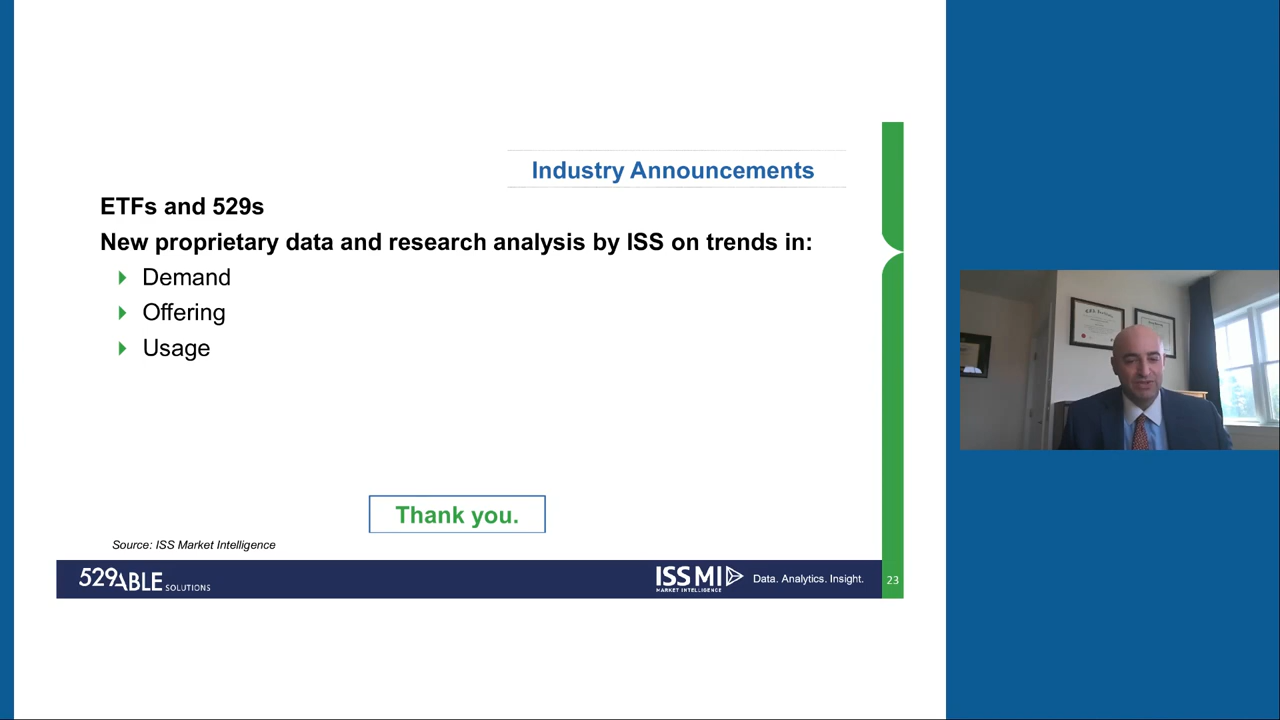 Industry Announcements
ETFs and 529s
New proprietary data and research analysis by ISS on trends in:
Demand
Offering
Usage
Thank you.
Source: ISS Market Intelligence
529ABLE SOLUTIONS
ISS MI
MARKET INTELLIGENCE
Data. Analytics. Insight.
23